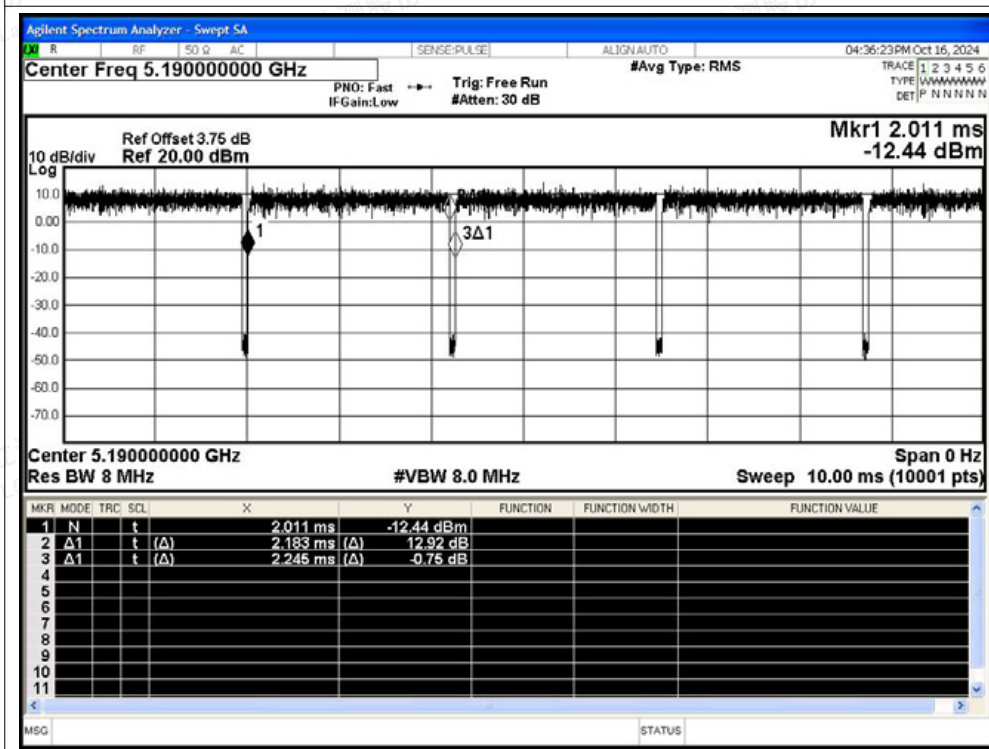 Agilent Spectrum Analyzer - Swept SA
LXI R RF 50 Ω AC SENSE:PULSE ALIGN AUTO 04:36:23 PM Oct 16, 2024
Center Freq 5.190000000 GHz
PNO: Fast
IFGain:Low
Trig: Free Run
#Atten: 30 dB
#Avg Type: RMS
TRACE 1 2 3 4 5 6
TYPE WWWWWW
DET P N N N N N
Mkr1 2.011 ms
-12.44 dBm
Ref Offset 3.75 dB
10 dB/div Ref 20.00 dBm
Log
10.0
0.00
-10.0
-20.0
-30.0
-40.0
-50.0
-60.0
-70.0
1
3Δ1
Center 5.190000000 GHz Span 0 Hz
Res BW 8 MHz #VBW 8.0 MHz Sweep 10.00 ms (10001 pts)
MKR MODE TRC SCL X Y FUNCTION FUNCTION WIDTH FUNCTION VALUE
1 N t 2.011 ms -12.44 dBm
2 Δ1 t (Δ) 2.183 ms (Δ) 12.92 dB
3 Δ1 t (Δ) 2.245 ms (Δ) -0.75 dB
4
5
6
7
8
9
10
11
MSG STATUS